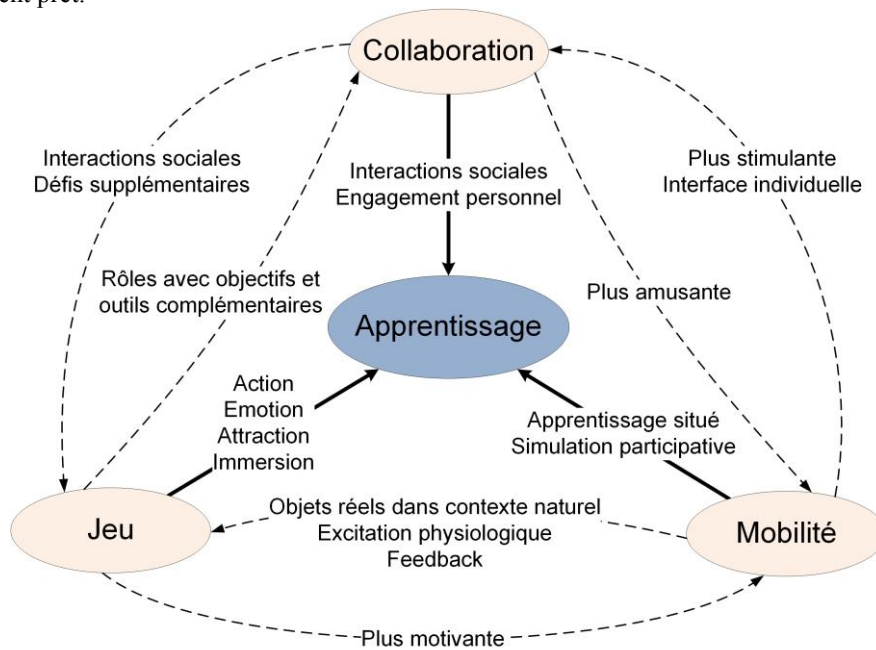 Collaboration
Interactions sociales
Défis supplémentaires
Interactions sociales
Engagement personnel
Plus stimulante
Interface individuelle
Rôles avec objectifs et
outils complémentaires
Plus amusante
Apprentissage
Action
Emotion
Attraction
Immersion
Apprentissage situé
Simulation participative
Jeu
Objets réels dans contexte naturel
Excitation physiologique
Feedback
Mobilité
Plus motivante